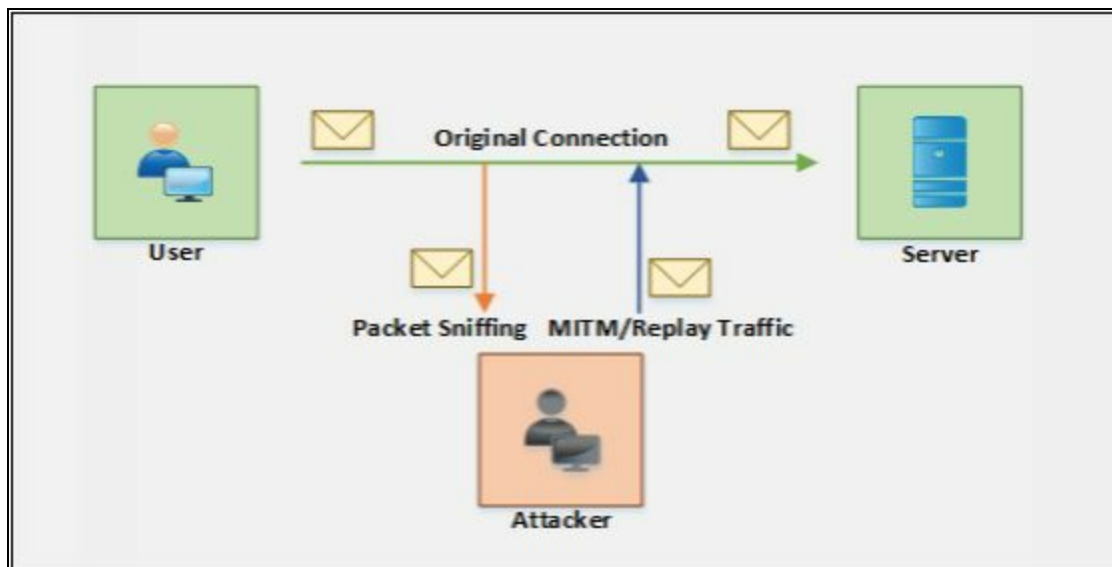 Original Connection
User
Server
Packet Sniffing
MITM/Replay Traffic
Attacker